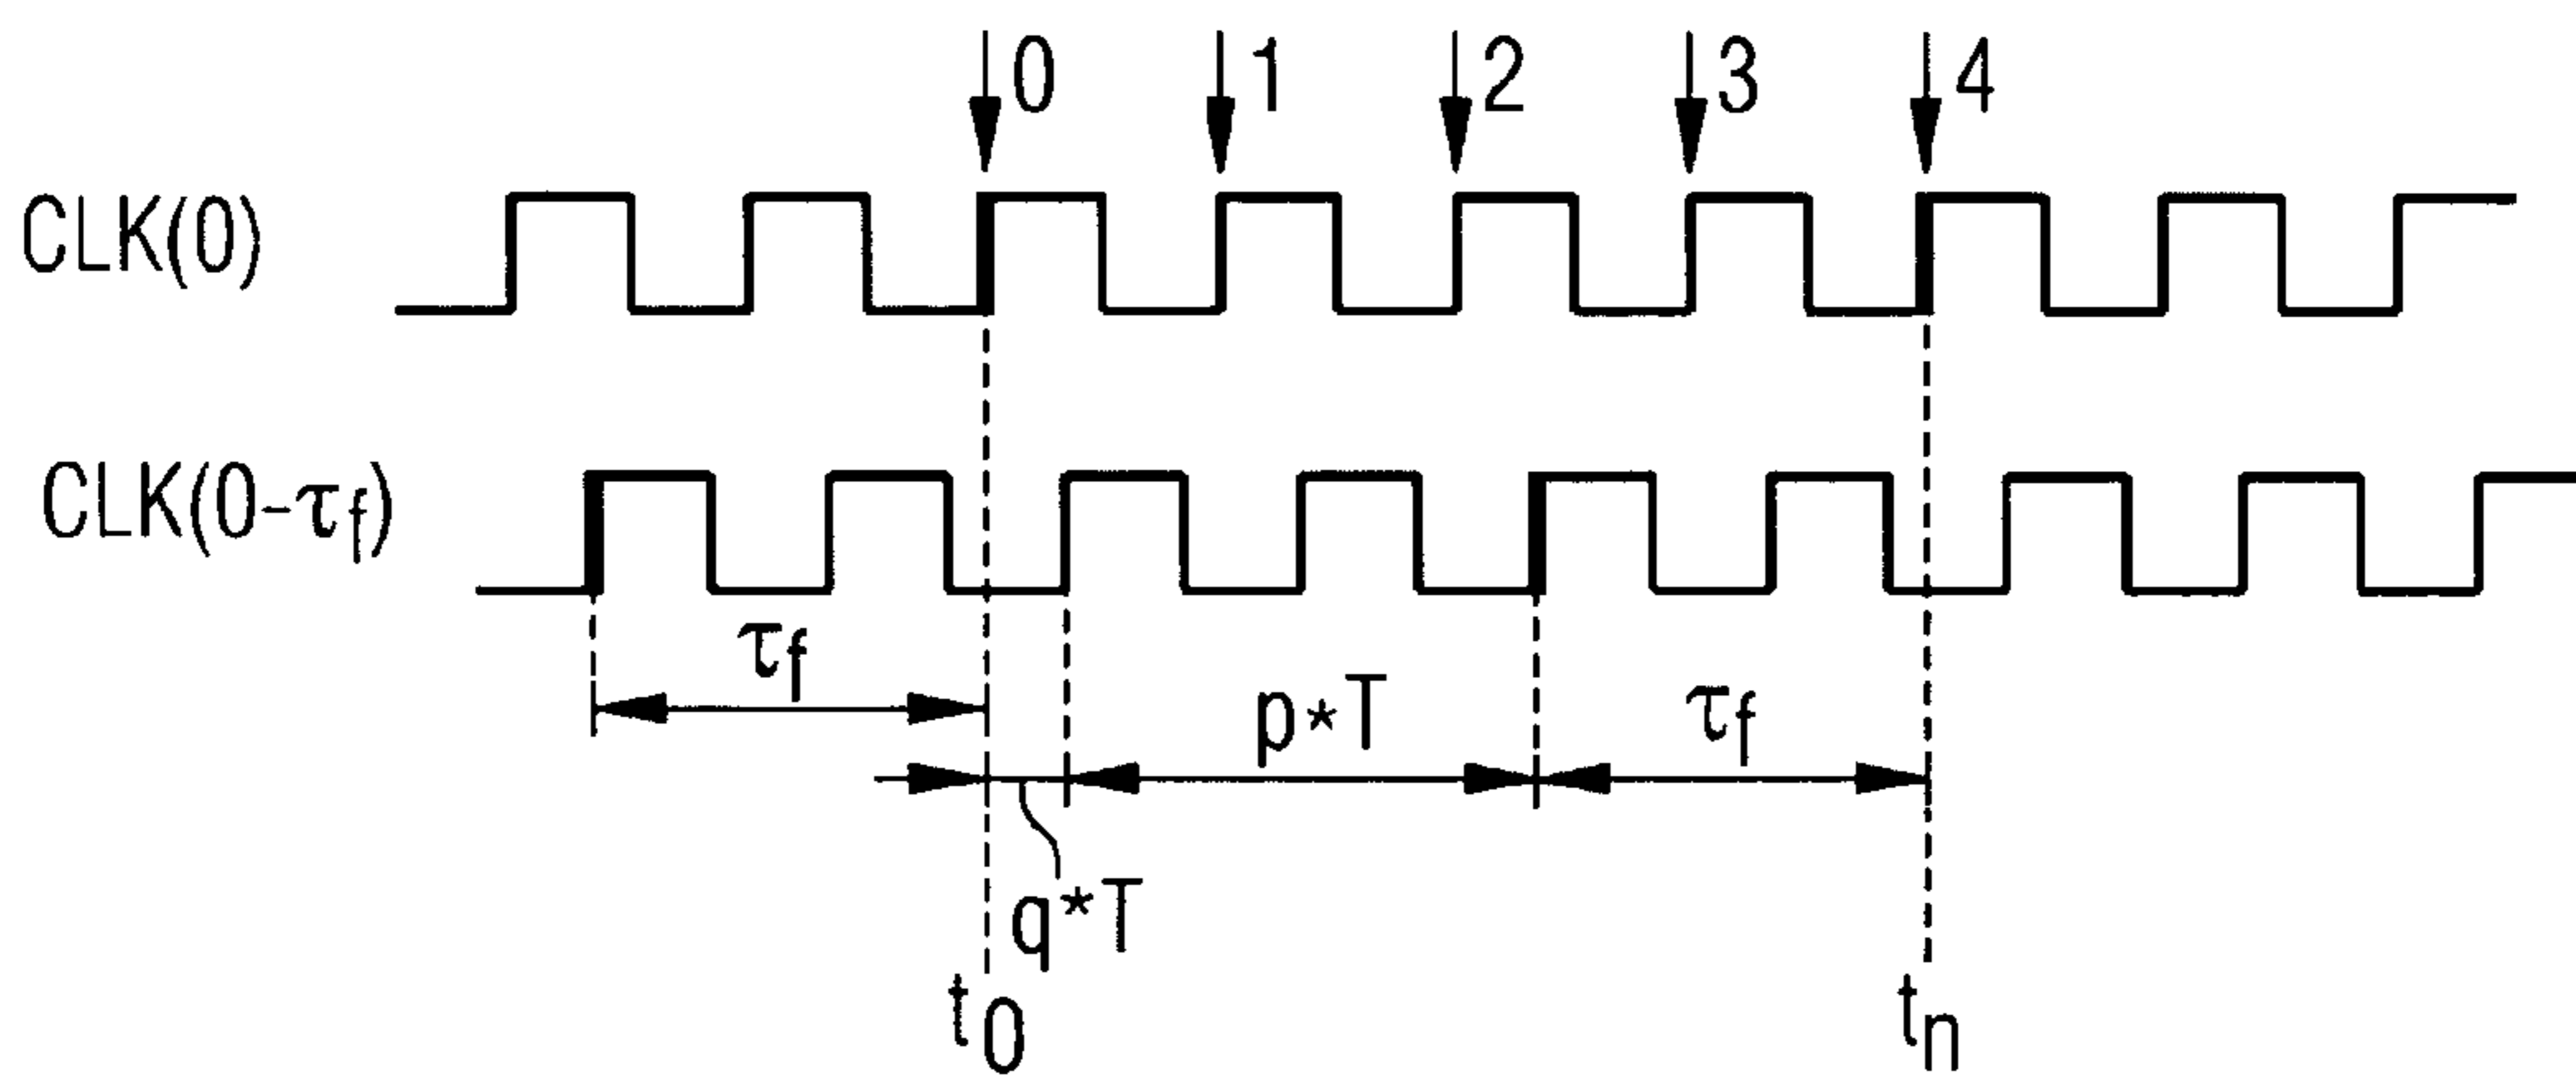 0 1 2 3 4
CLK(0)
CLK(0-τf)
τf
p*T
τf
q*T
t0
tn